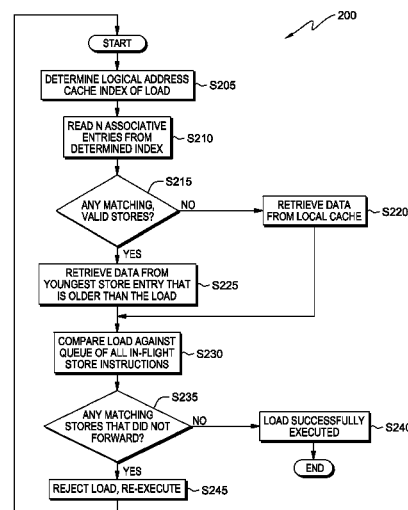 200
START
DETERMINE LOGICAL ADDRESS
CACHE INDEX OF LOAD
S205
READ N ASSOCIATIVE
ENTRIES FROM
DETERMINED INDEX
S210
S215
ANY MATCHING,
VALID STORES?
NO
RETRIEVE DATA
FROM LOCAL CACHE
S220
YES
RETRIEVE DATA FROM
YOUNGEST STORE ENTRY THAT
IS OLDER THAN THE LOAD
S225
COMPARE LOAD AGAINST
QUEUE OF ALL IN-FLIGHT
STORE INSTRUCTIONS
S230
S235
ANY MATCHING
STORES THAT DID NOT
FORWARD?
NO
LOAD SUCCESSFULLY
EXECUTED
S240
END
YES
REJECT LOAD, RE-EXECUTE
S245